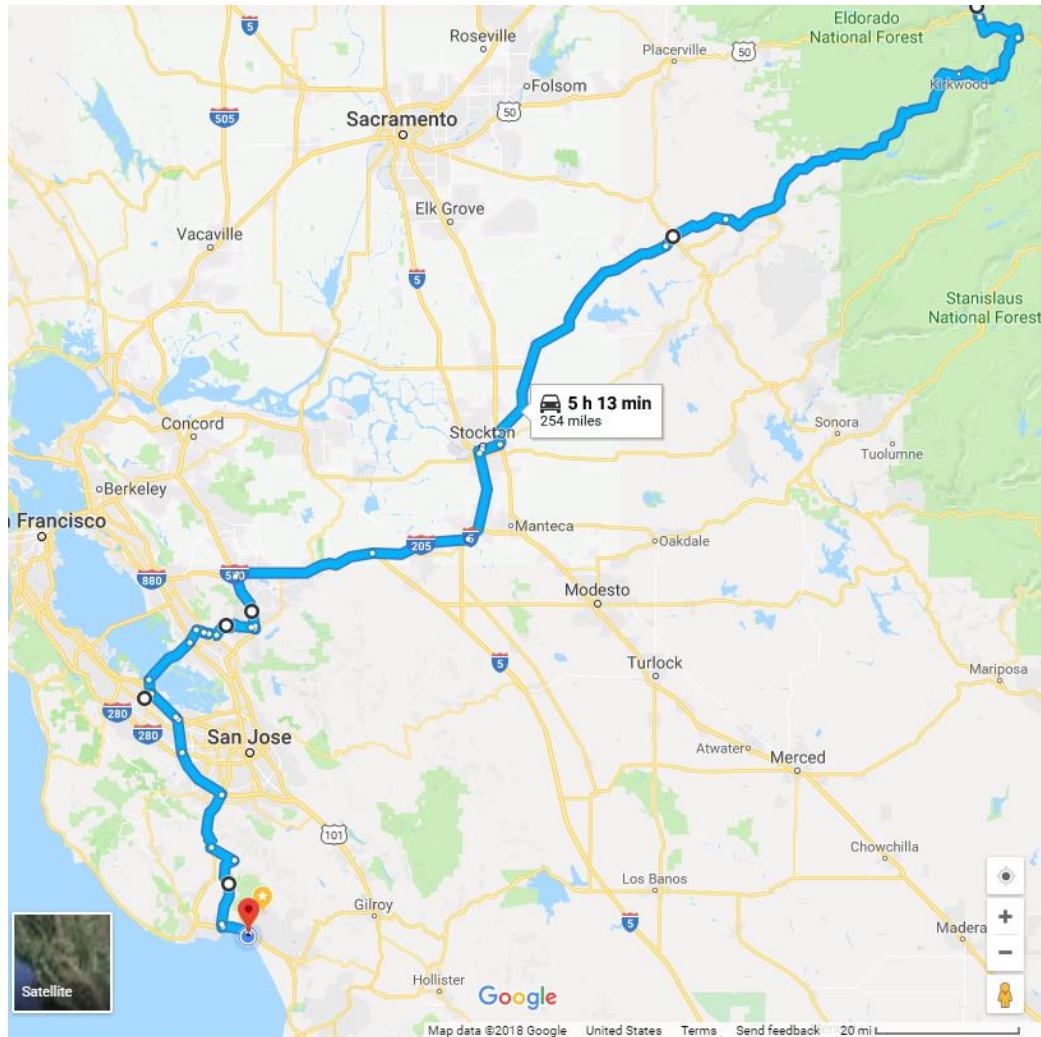 5
Roseville
Eldorado
National Forest
Placerville
50
Folsom
50
Kirkwood
505
Sacramento
Elk Grove
Vacaville
5
Stanislaus
National Forest
5 h 13 min
254 miles
Concord
Stockton
Sonora
Tuolumne
Berkeley
n Francisco
Manteca
205
5
Oakdale
880
Modesto
5
Turlock
Mariposa
280
280
San Jose
Atwater
Merced
101
Chowchilla
Los Banos
Gilroy
5
Madera
Hollister
Satellite
Google
Map data ©2018 Google United States Terms Send feedback 20 mi